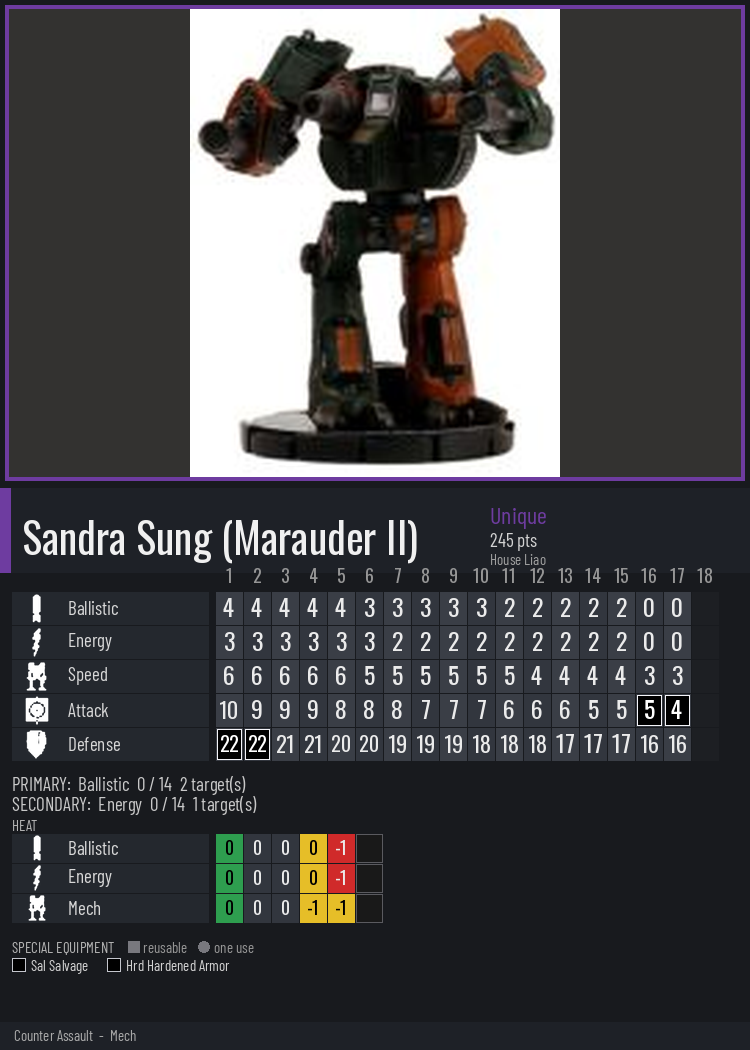 Sandra Sung (Marauder II)
Unique
245 pts
House Liao
1 2 3 4 5 6 7 8 9 10 11 12 13 14 15 16 17 18
Ballistic 4 4 4 4 4 3 3 3 3 3 2 2 2 2 2 0 0
Energy 3 3 3 3 3 3 2 2 2 2 2 2 2 2 2 0 0
Speed 6 6 6 6 6 5 5 5 5 5 5 4 4 4 4 3 3
Attack 10 9 9 9 8 8 8 7 7 7 6 6 6 5 5 5 4
Defense 22 22 21 21 20 20 19 19 19 18 18 18 17 17 17 16 16
PRIMARY: Ballistic 0 / 14 2 target(s)
SECONDARY: Energy 0 / 14 1 target(s)
HEAT
Ballistic 0 0 0 0 -1
Energy 0 0 0 0 -1
Mech 0 0 0 -1 -1
SPECIAL EQUIPMENT reusable one use
Sal Salvage Hrd Hardened Armor
Counter Assault - Mech